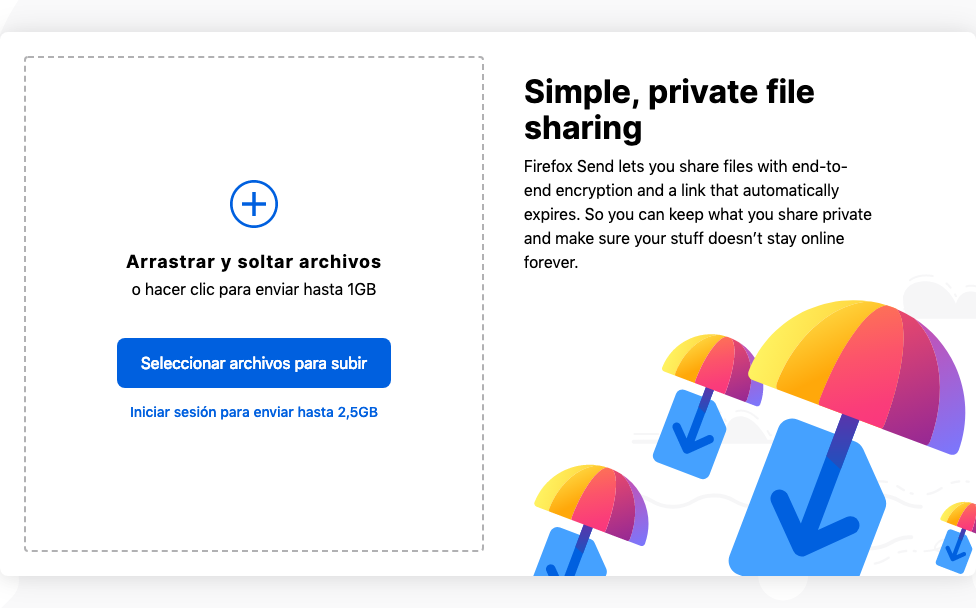 Arrastrar y soltar archivos
o hacer clic para enviar hasta 1GB
Seleccionar archivos para subir
Iniciar sesión para enviar hasta 2,5GB
Simple, private file
sharing
Firefox Send lets you share files with end-to-
end encryption and a link that automatically
expires. So you can keep what you share private
and make sure your stuff doesn’t stay online
forever.